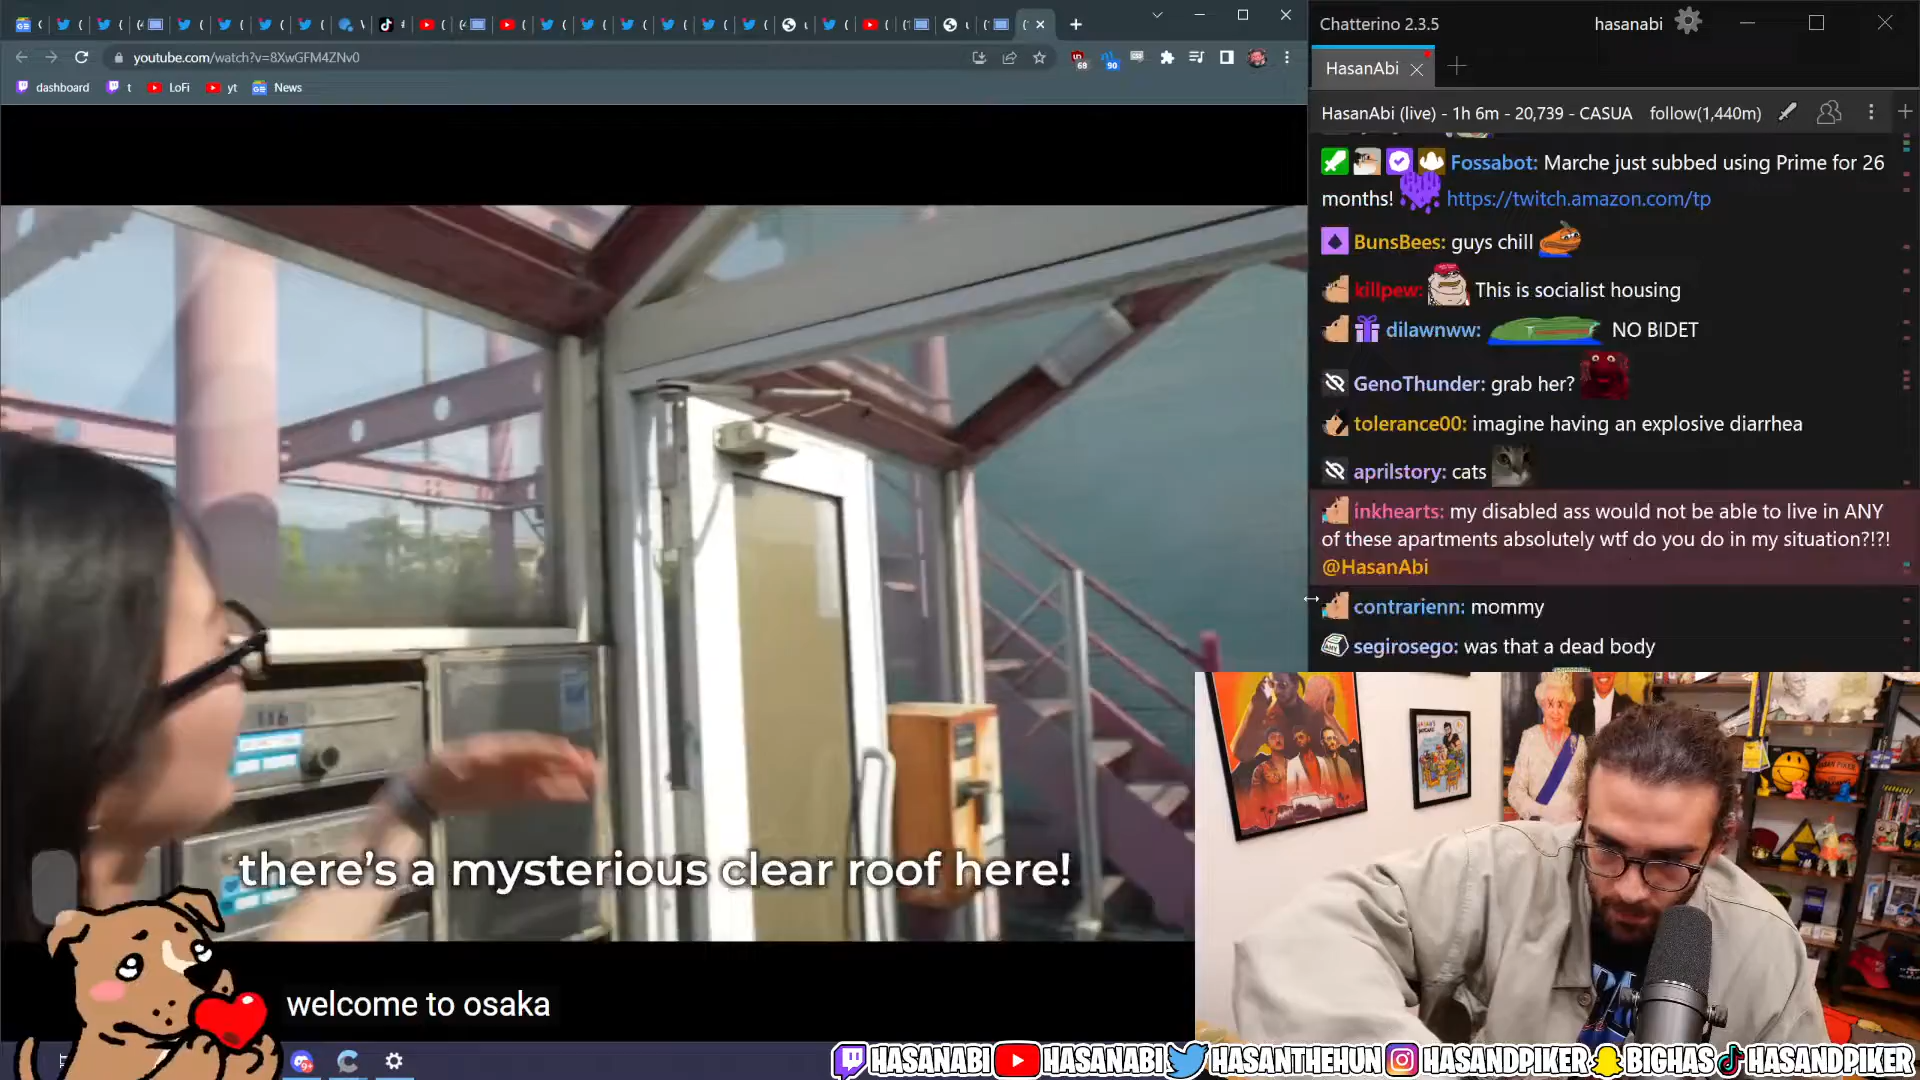 youtube.com/watch?v=8XwGFM4ZNv0
68
90
dashboard
t
LoFi
yt
News
Chatterino 2.3.5
hasanabi
HasanAbi
HasanAbi (live) - 1h 6m - 20,739 - CASUA
follow(1,440m)
Fossabot: Marche just subbed using Prime for 26
months! https://twitch.amazon.com/tp
BunsBees: guys chill
killpew: This is socialist housing
dilawnww: NO BIDET
GenoThunder: grab her?
tolerance00: imagine having an explosive diarrhea
aprilstory: cats
inkhearts: my disabled ass would not be able to live in ANY
of these apartments absolutely wtf do you do in my situation?!?!
@HasanAbi
contrarienn: mommy
segirosego: was that a dead body
116
there's a mysterious clear roof here!
welcome to osaka
HASANABI
HASANABI
HASANTHEHUN
HASANDPIKER
BIGHAS
HASANDPIKER